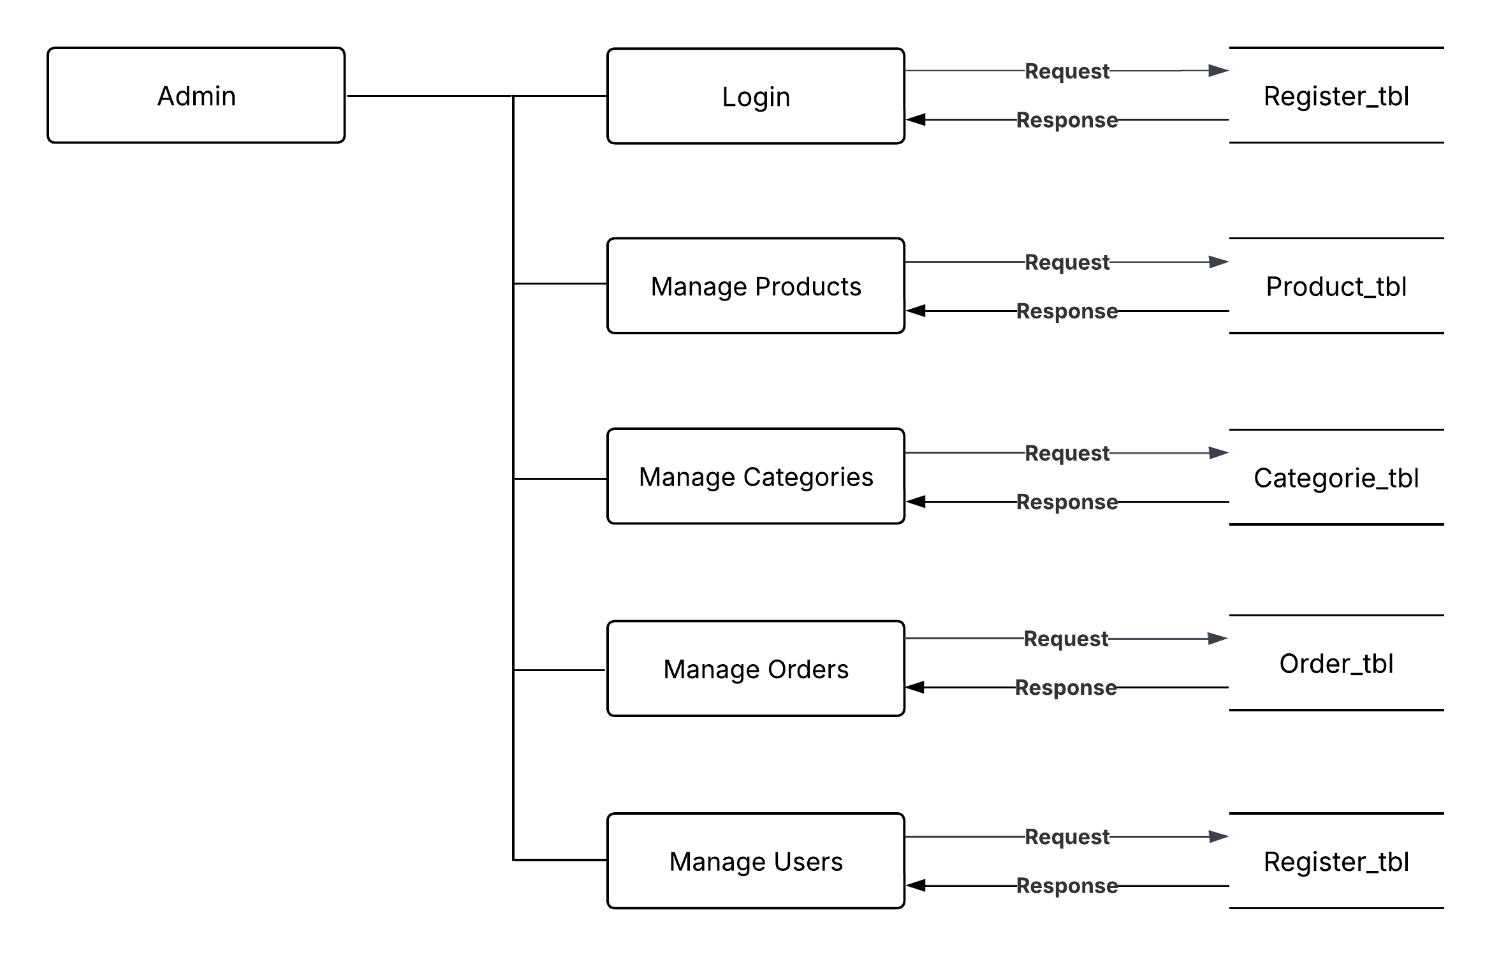 Admin
Login
Request
Response
Register_tbl
Manage Products
Request
Response
Product_tbl
Manage Categories
Request
Response
Categorie_tbl
Manage Orders
Request
Response
Order_tbl
Manage Users
Request
Response
Register_tbl